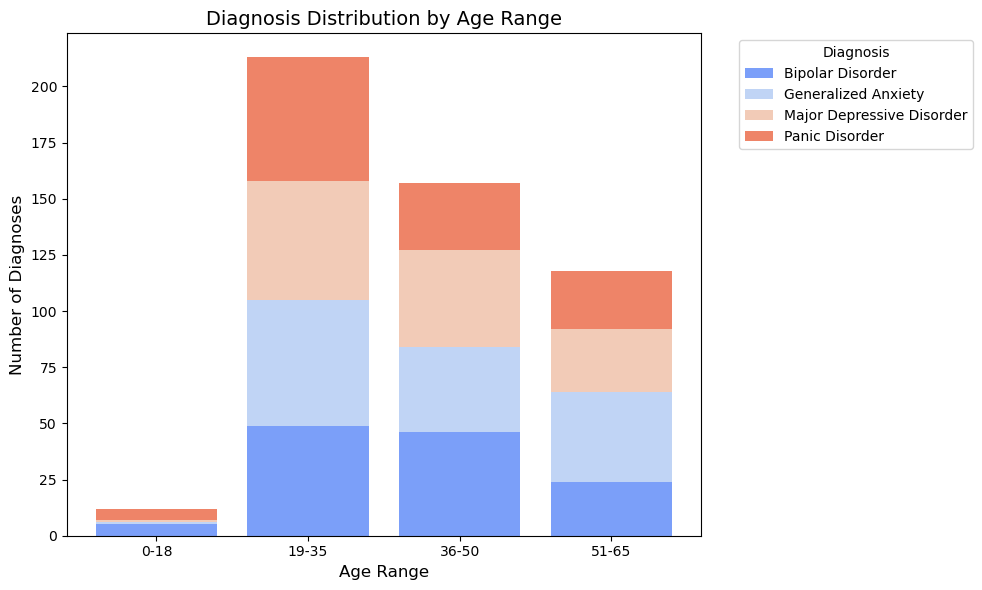 Diagnosis Distribution by Age Range
Number of Diagnoses
200
175
150
125
100
75
50
25
0
0-18
19-35
36-50
51-65
Age Range
Diagnosis
Bipolar Disorder
Generalized Anxiety
Major Depressive Disorder
Panic Disorder